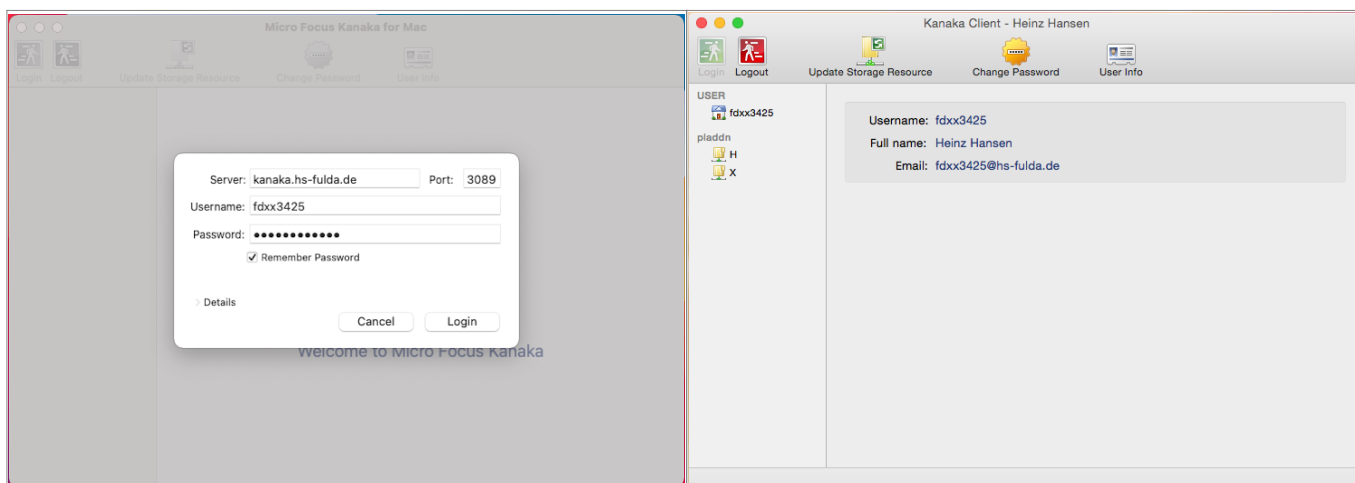 Micro Focus Kanaka for Mac
Login Logout Update Storage Resource Change Password User Info
Server: kanaka.hs-fulda.de Port: 3089
Username: fdxx3425
Password: ••••••••••••
Remember Password
Details
Cancel Login
Welcome to Micro Focus Kanaka
Kanaka Client - Heinz Hansen
Login Logout Update Storage Resource Change Password User Info
USER
fdxx3425
pladdn
H
X
Username: fdxx3425
Full name: Heinz Hansen
Email: fdxx3425@hs-fulda.de